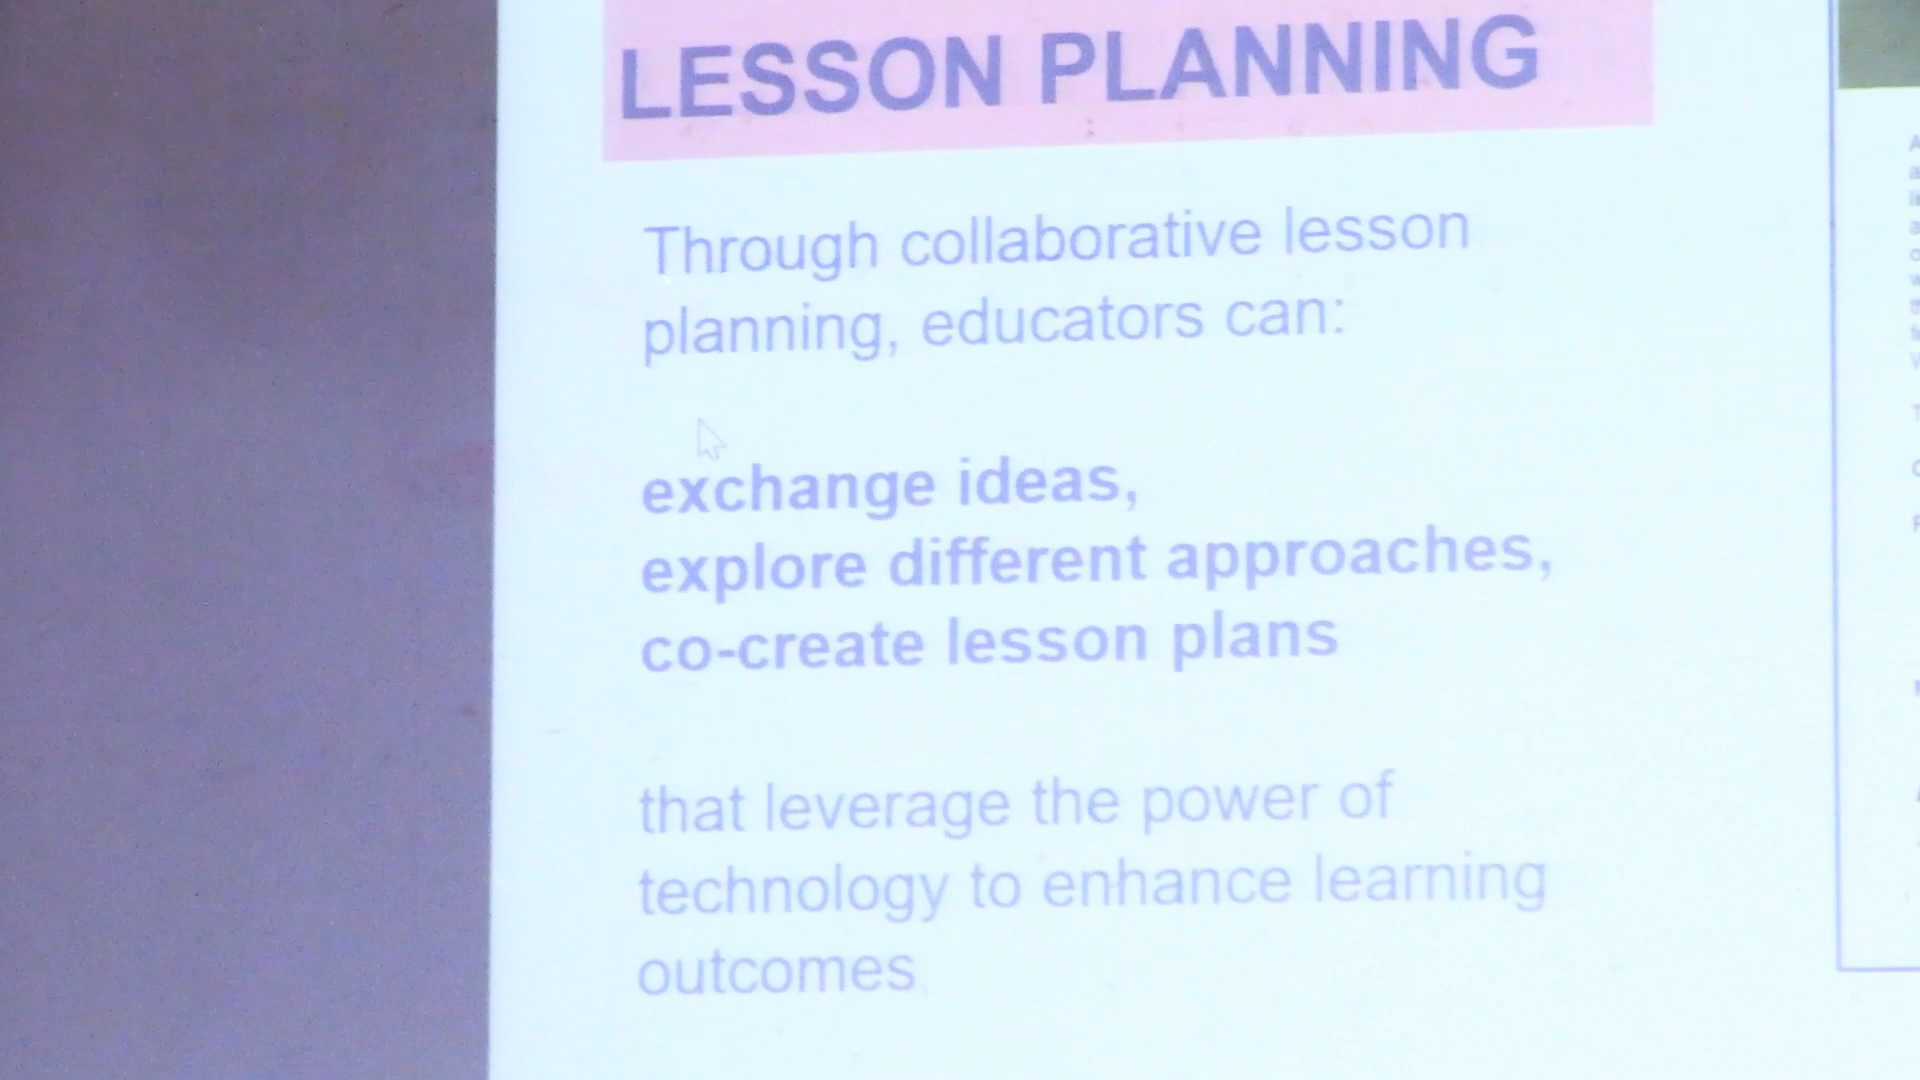 LESSON PLANNING
Through collaborative lesson
planning, educators can:
exchange ideas,
explore different approaches,
co-create lesson plans
that leverage the power of
technology to enhance learning
outcomes